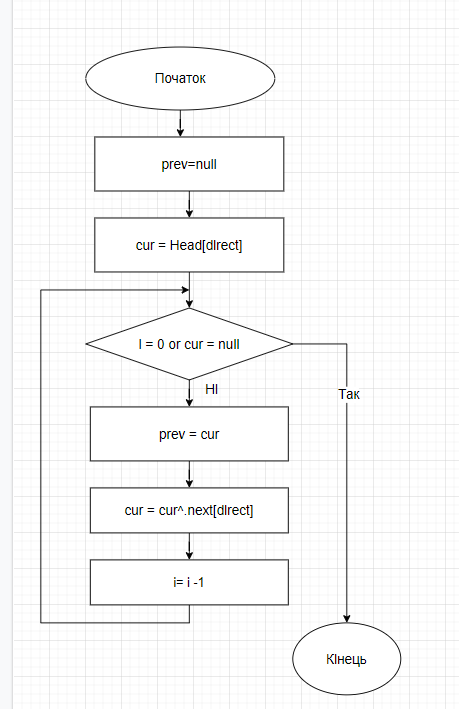 Початок
prev=null
cur = Head[dIrect]
I = 0 or cur = null
НІ
Так
prev = cur
cur = cur^.next[dIrect]
i= i -1
КІнець